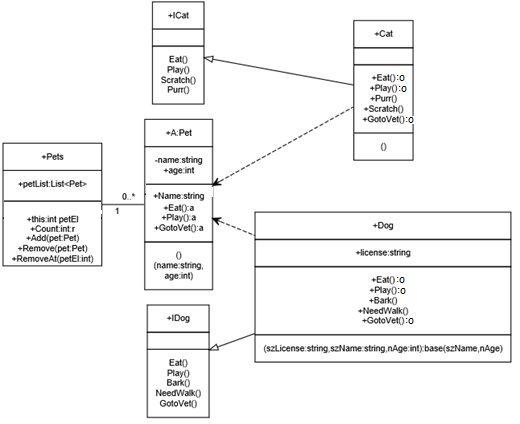 +ICat
Eat()
Play()
Scratch()
Purr()
+Cat
+Eat():o
+Play():o
+Purr()
+Scratch()
+GotoVet():o
()
+A:Pet
-name:string
+age:int
+Name:string
+Eat():a
+Play():a
+GotoVet():a
()
(name:string,
age:int)
+Pets
+petList:List<Pet>
+this:int petEl
+Count:int:r
+Add(pet:Pet)
+Remove(pet:Pet)
+RemoveAt(petEl:int)
0..*
1
+Dog
+license:string
+Eat():o
+Play():o
+Bark()
+NeedWalk()
+GotoVet():o
(szLicense:string,szName:string,nAge:int):base(szName,nAge)
+IDog
Eat()
Play()
Bark()
NeedWalk()
GotoVet()